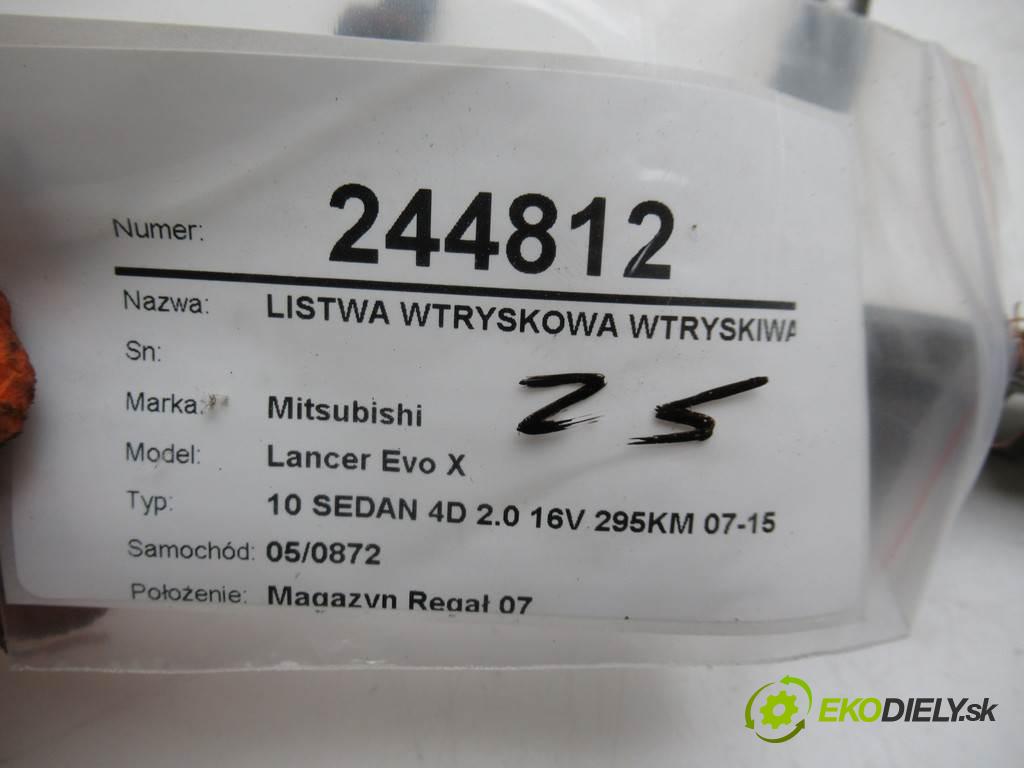 Numer: 244812
Nazwa: LISTWA WTRYSKOWA WTRYSKIWA
Sn:
Marka: Mitsubishi
Model: Lancer Evo X
Typ: 10 SEDAN 4D 2.0 16V 295KM 07-15
Samochód: 05/0872
Położenie: Magazyn Regał 07
EKODIELY.sk